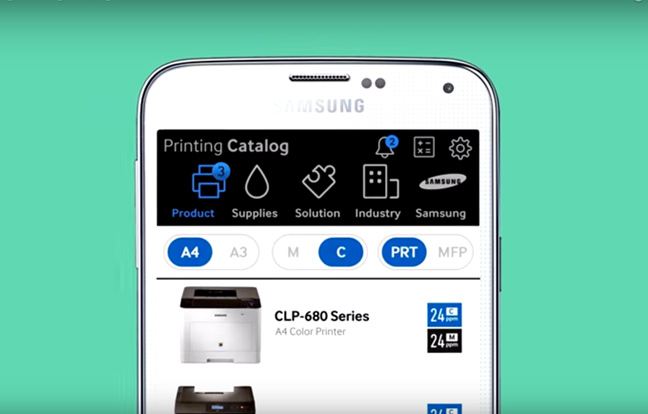 SAMSUNG
Printing Catalog
2
3
Product Supplies Solution Industry Samsung
SAMSUNG
A4 A3 M C PRT MFP
CLP-680 Series
A4 Color Printer
24 C ppm
24 M ppm
24 C